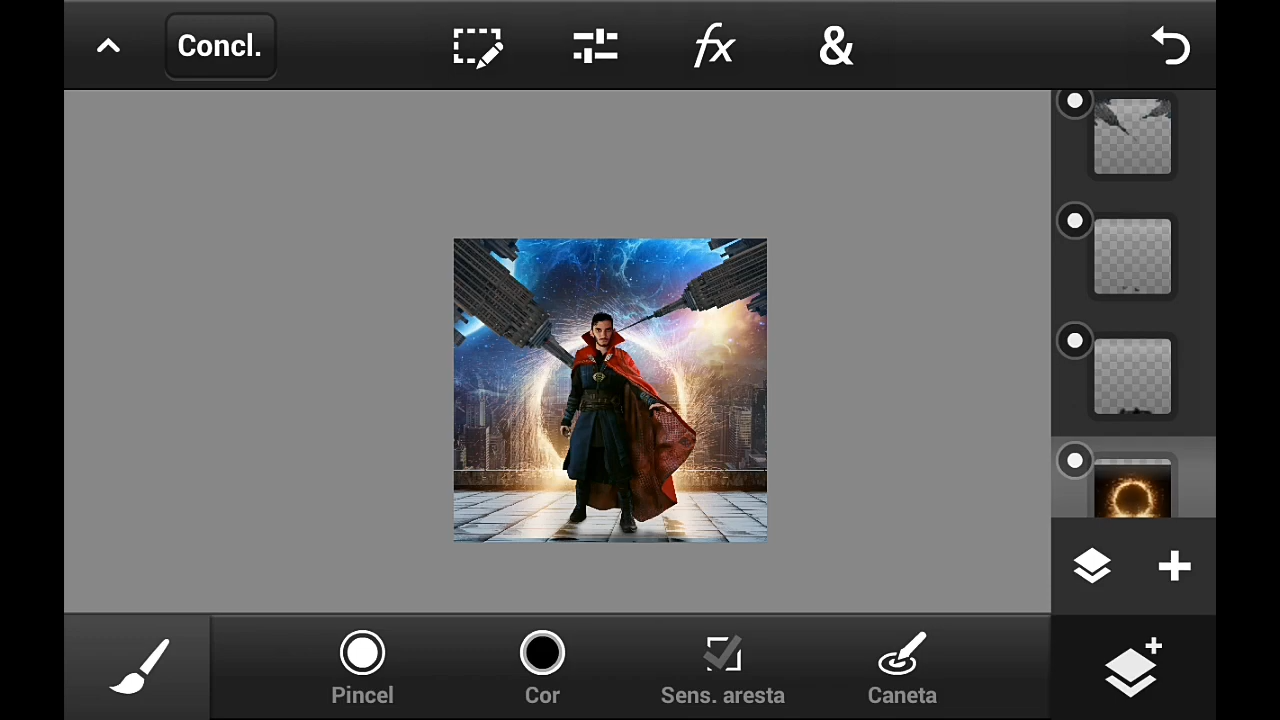 Concl.
fx
&
Pincel
Cor
Sens. aresta
Caneta